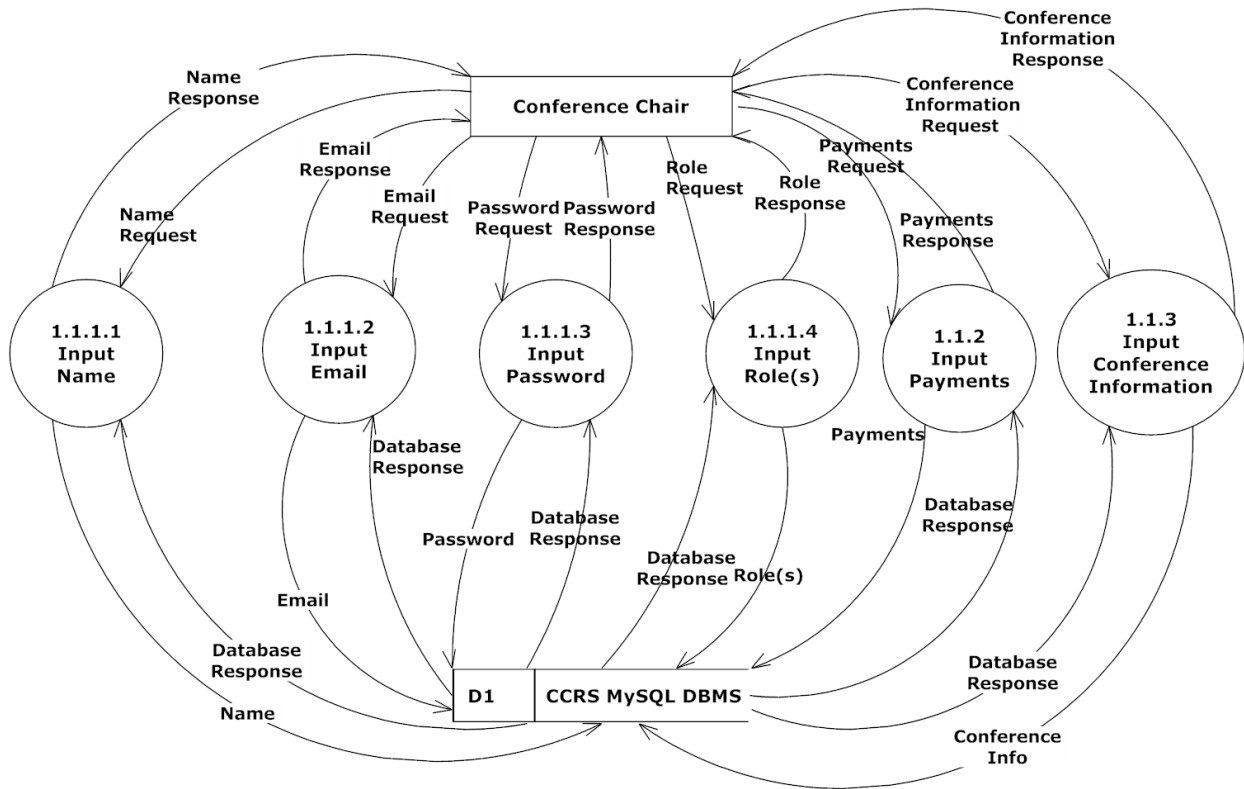 Conference
Information
Response
Name
Response
Conference
Information
Request
Conference Chair
Email
Response
Payments
Request
Role
Request
Role
Response
Email
Request
Password
Request
Password
Response
Name
Request
Payments
Response
1.1.1.1
Input
Name
1.1.1.2
Input
Email
1.1.1.3
Input
Password
1.1.1.4
Input
Role(s)
1.1.2
Input
Payments
1.1.3
Input
Conference
Information
Payments
Database
Response
Password
Database
Response
Database
Response
Database
Response
Role(s)
Email
Database
Response
Database
Response
Name
D1
CCRS MySQL DBMS
Conference
Info